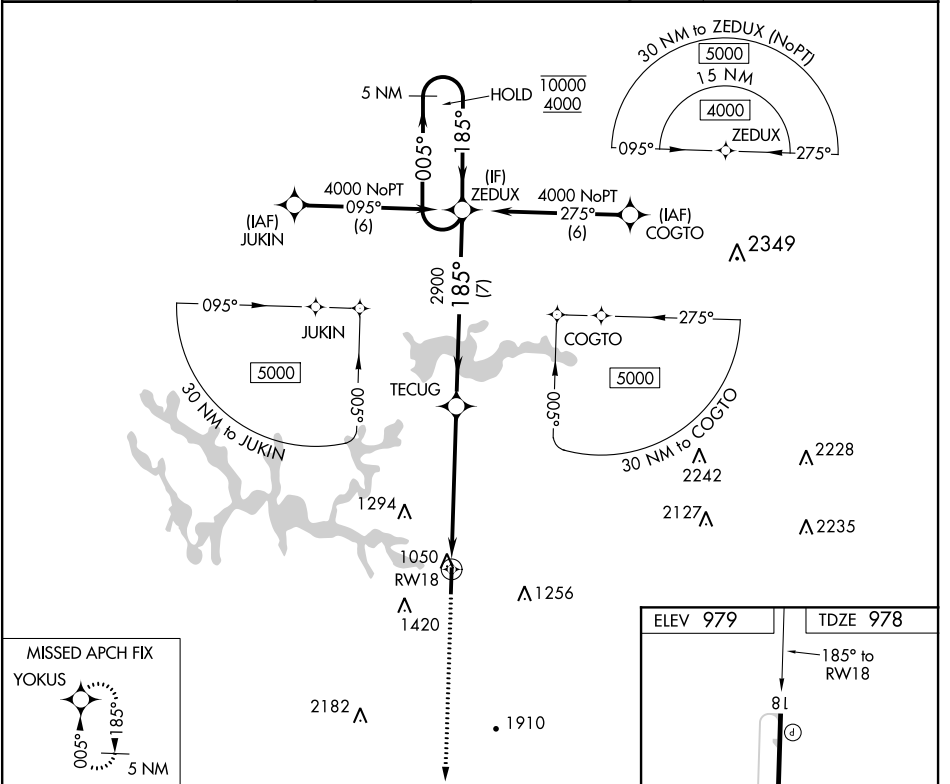 30 NM to ZEDUX (NoPT)
5000
15 NM
4000
ZEDUX
095°
275°
5 NM
HOLD
10000
4000
005°
185°
(IF)
ZEDUX
4000 NoPT
095°
(6)
(IAF)
JUKIN
4000 NoPT
275°
(6)
(IAF)
COGTO
2349
2900
185°
(7)
095°
JUKIN
5000
005°
30 NM to JUKIN
COGTO
275°
5000
005°
30 NM to COGTO
TECUG
2242
2228
2127
2235
1294
1050
RW18
1256
1420
2182
1910
MISSED APCH FIX
YOKUS
005°
185°
5 NM
ELEV 979
TDZE 978
185° to
RW18
18
P